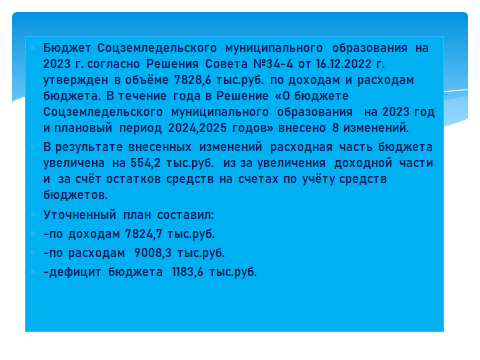 Бюджет Соцземледельского муниципального образования на
2023 г. согласно Решения Совета №34-4 от 16.12.2022 г.
утвержден в объёме 7828,6 тыс.руб. по доходам и расходам
бюджета. В течение года в Решение «О бюджете
Соцземледельского муниципального образования на 2023 год
и плановый период 2024,2025 годов» внесено 8 изменений.
В результате внесенных изменений расходная часть бюджета
увеличена на 554,2 тыс.руб. из за увеличения доходной части
и за счёт остатков средств на счетах по учёту средств
бюджетов.
Уточненный план составил:
-по доходам 7824,7 тыс.руб.
-по расходам 9008,3 тыс.руб.
-дефицит бюджета 1183,6 тыс.руб.